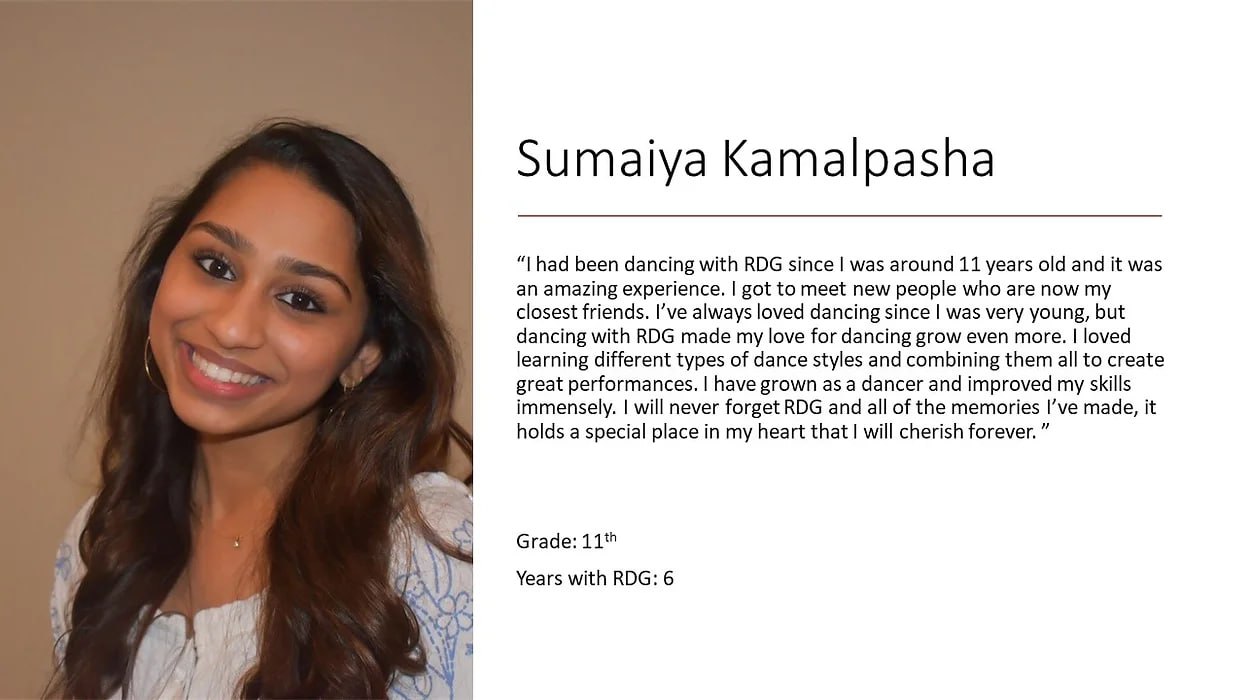 Sumaiya Kamalpasha
“I had been dancing with RDG since I was around 11 years old and it was
an amazing experience. I got to meet new people who are now my
closest friends. I’ve always loved dancing since I was very young, but
dancing with RDG made my love for dancing grow even more. I loved
learning different types of dance styles and combining them all to create
great performances. I have grown as a dancer and improved my skills
immensely. I will never forget RDG and all of the memories I’ve made, it
holds a special place in my heart that I will cherish forever. ”
Grade: 11th
Years with RDG: 6